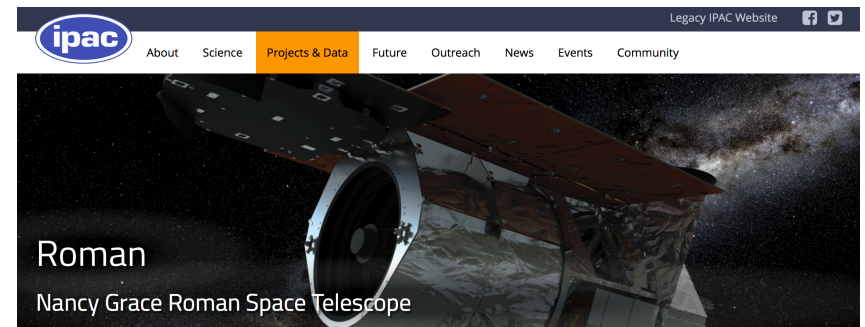 Legacy IPAC Website
ipac
About Science Projects & Data Future Outreach News Events Community
Roman
Nancy Grace Roman Space Telescope